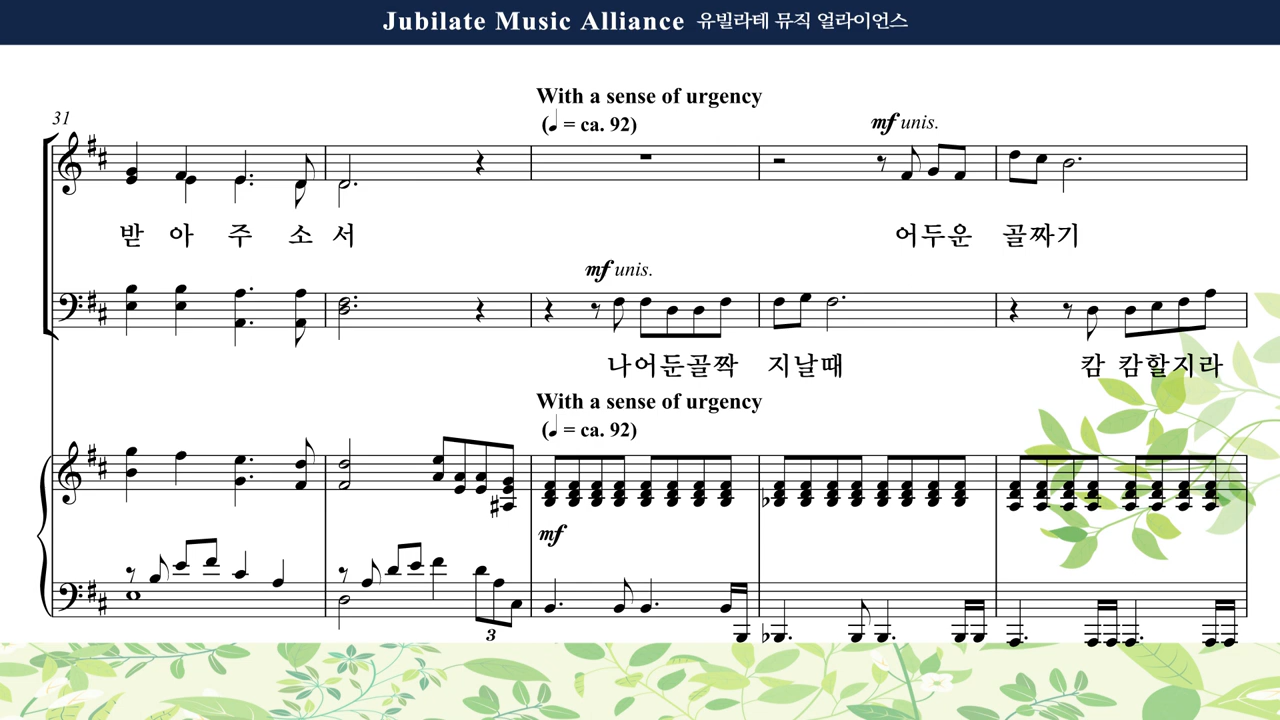 Jubilate Music Alliance 유빌라테 뮤직 얼라이언스
With a sense of urgency
(♩ = ca. 92)
31
mf unis.
받 아 주 소 서 어두운 골짜기
mf unis.
나어둔골짝 지날때 캄 캄할지라
With a sense of urgency
(♩ = ca. 92)
mf
3